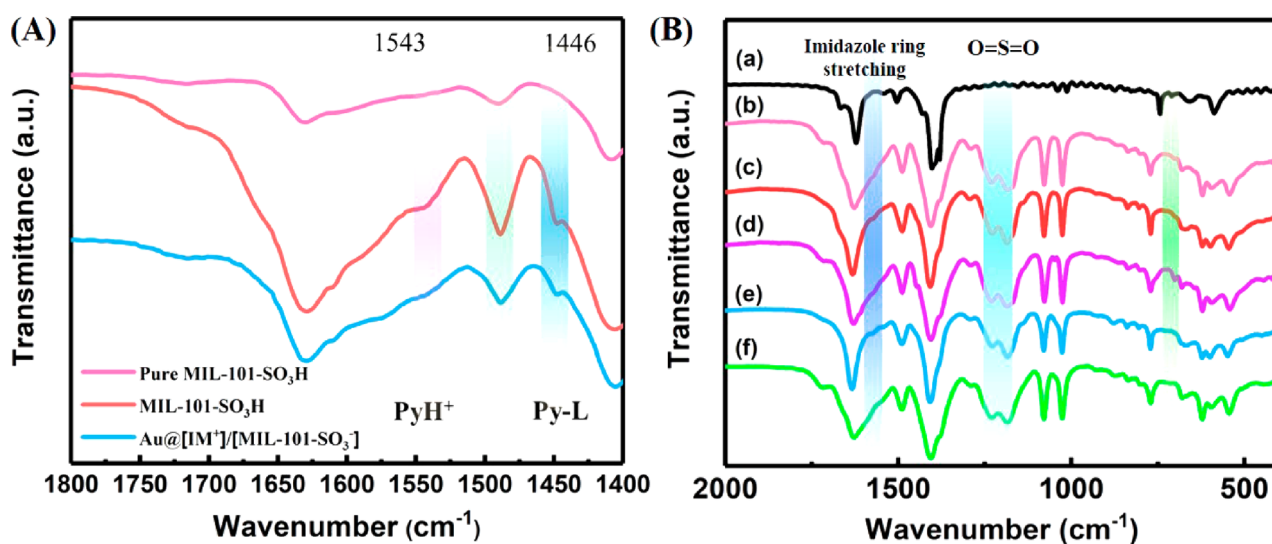 (A)
1543
1446
Transmittance (a.u.)
Pure MIL-101-SO₃H
MIL-101-SO₃H
Au@[IM⁺]/[MIL-101-SO₃⁻]
PyH⁺
Py-L
1800 1750 1700 1650 1600 1550 1500 1450 1400
Wavenumber (cm⁻¹)
(B)
Imidazole ring
stretching
O=S=O
(a)
(b)
(c)
(d)
(e)
(f)
Transmittance (a.u.)
2000 1500 1000 500
Wavenumber (cm⁻¹)